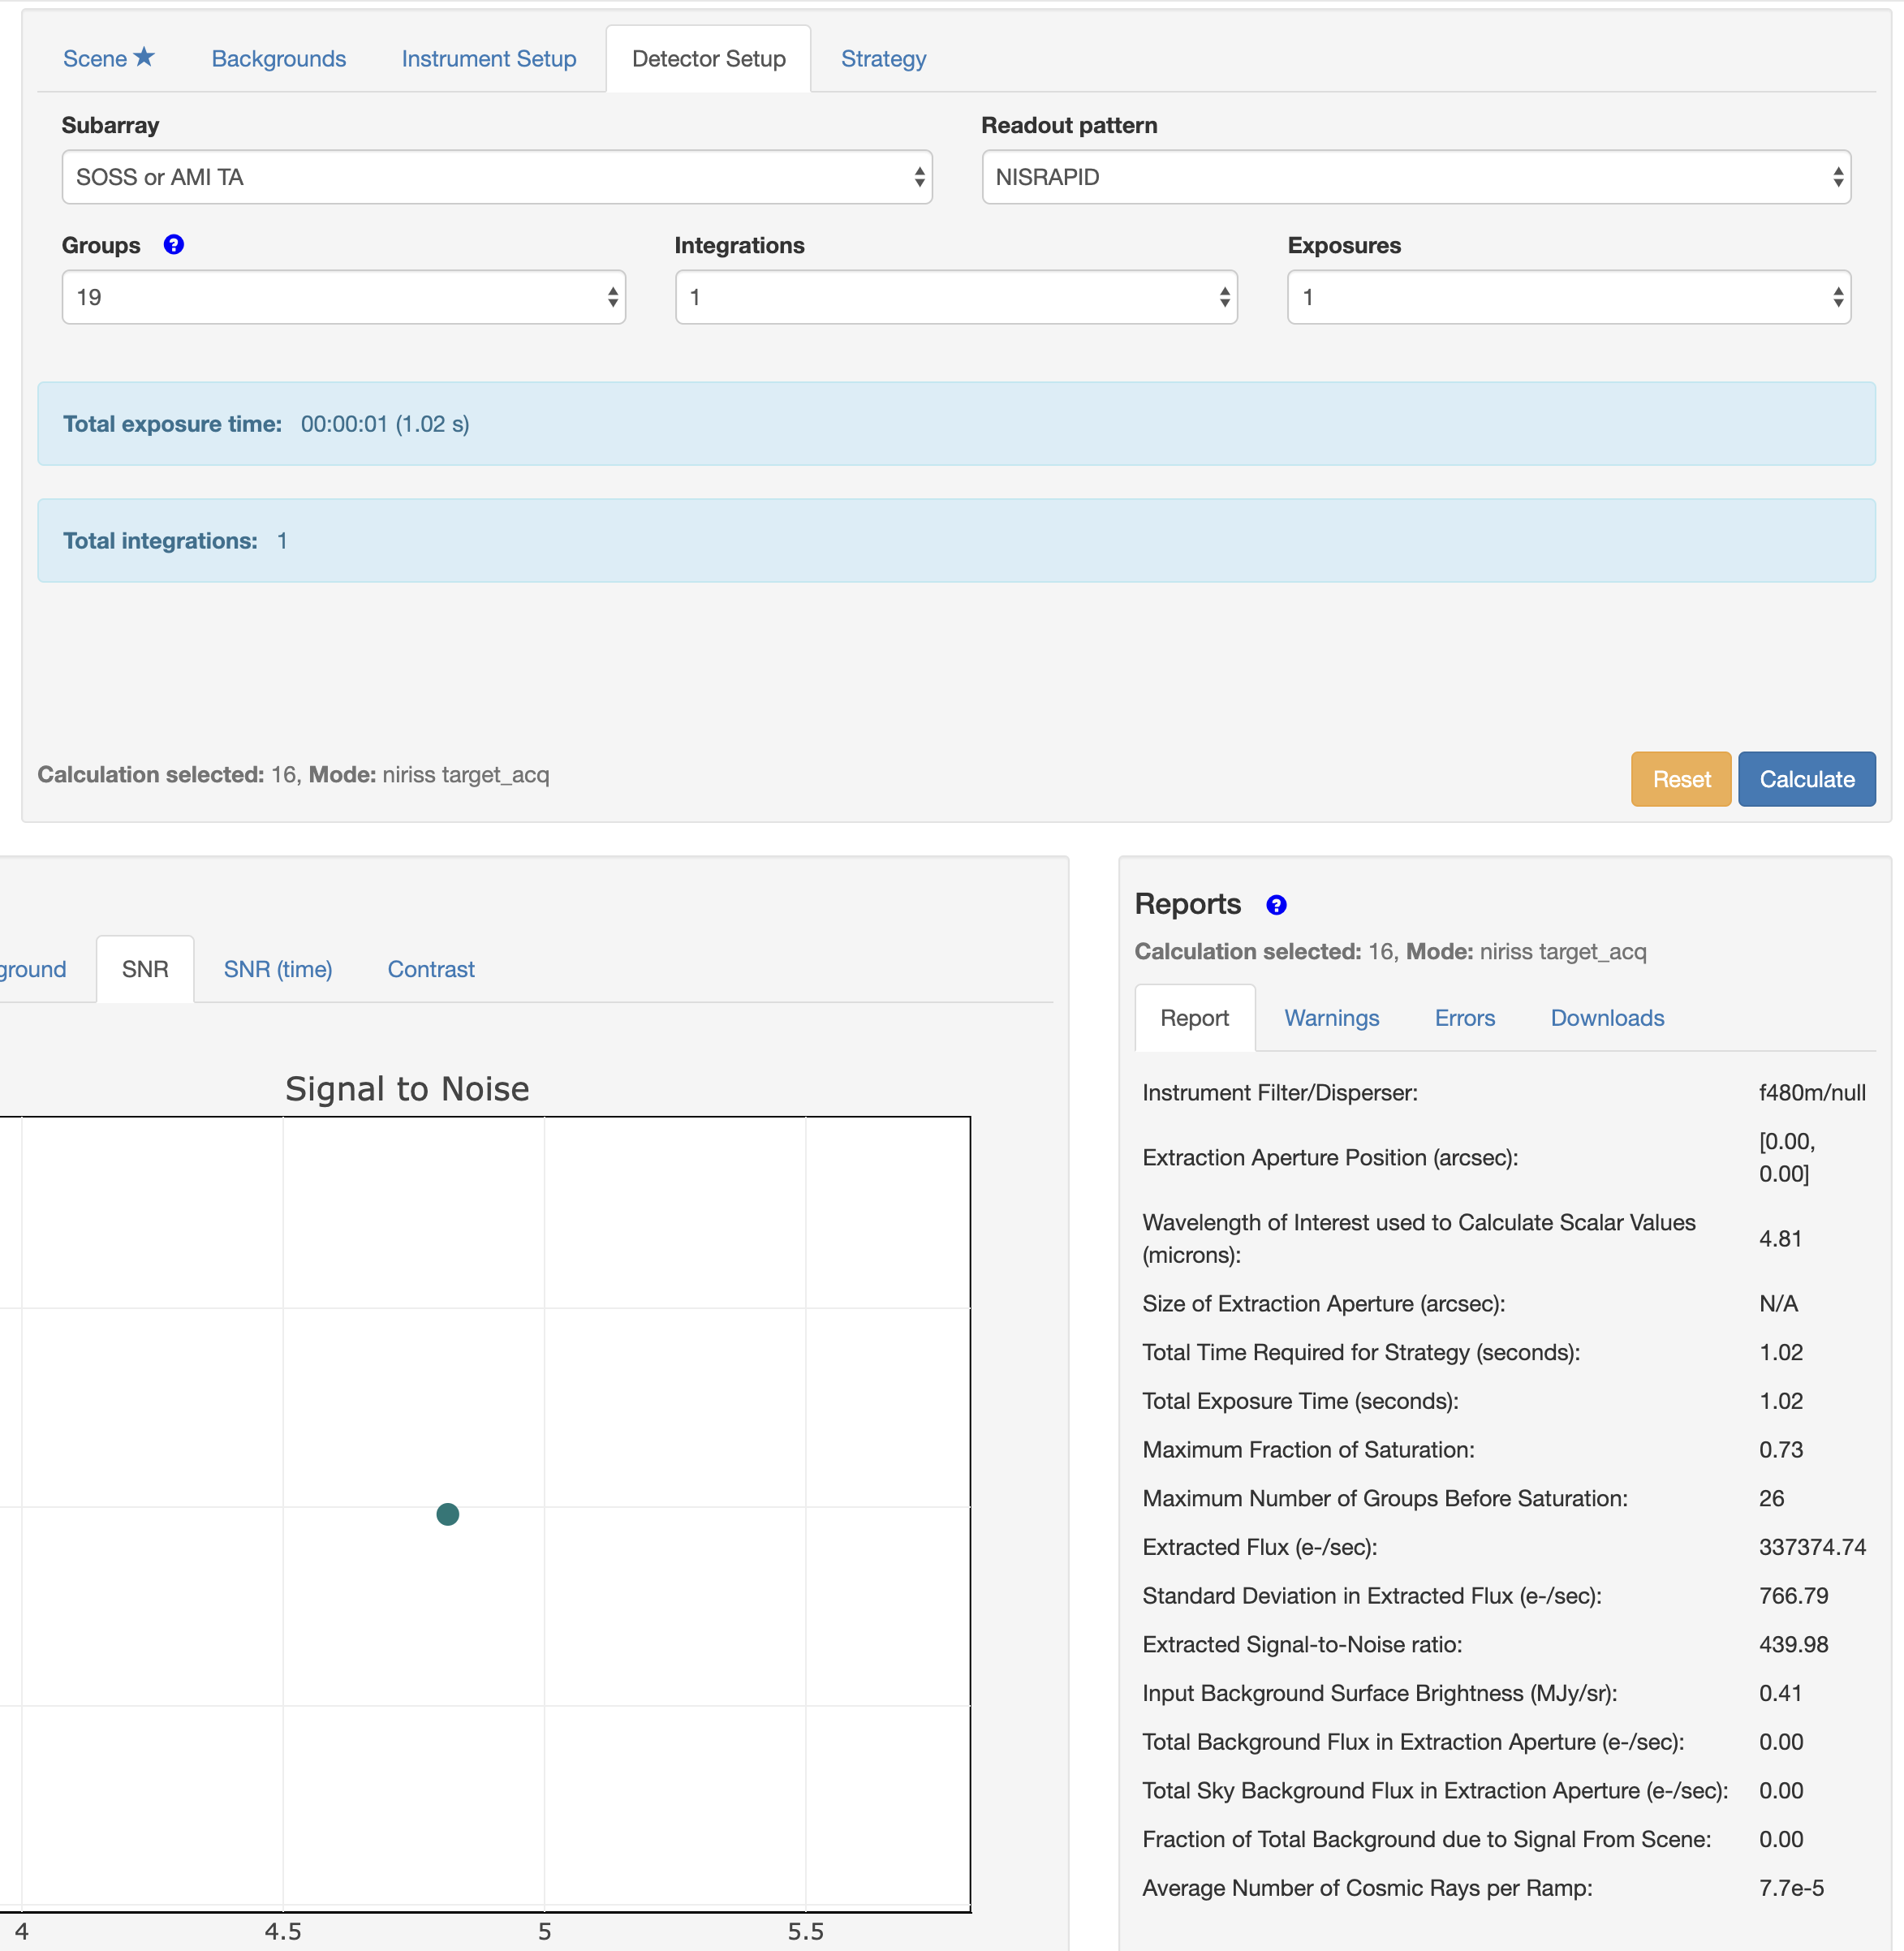 Scene ★ Backgrounds Instrument Setup Detector Setup Strategy
Subarray Readout pattern
SOSS or AMI TA NISRAPID
Groups ? Integrations Exposures
19 1 1
Total exposure time: 00:00:01 (1.02 s)
Total integrations: 1
Calculation selected: 16, Mode: niriss target_acq Reset Calculate
ground SNR SNR (time) Contrast
Signal to Noise
4 4.5 5 5.5
Reports ?
Calculation selected: 16, Mode: niriss target_acq
Report Warnings Errors Downloads
Instrument Filter/Disperser: f480m/null
Extraction Aperture Position (arcsec): [0.00,
0.00]
Wavelength of Interest used to Calculate Scalar Values
(microns): 4.81
Size of Extraction Aperture (arcsec): N/A
Total Time Required for Strategy (seconds): 1.02
Total Exposure Time (seconds): 1.02
Maximum Fraction of Saturation: 0.73
Maximum Number of Groups Before Saturation: 26
Extracted Flux (e-/sec): 337374.74
Standard Deviation in Extracted Flux (e-/sec): 766.79
Extracted Signal-to-Noise ratio: 439.98
Input Background Surface Brightness (MJy/sr): 0.41
Total Background Flux in Extraction Aperture (e-/sec): 0.00
Total Sky Background Flux in Extraction Aperture (e-/sec): 0.00
Fraction of Total Background due to Signal From Scene: 0.00
Average Number of Cosmic Rays per Ramp: 7.7e-5